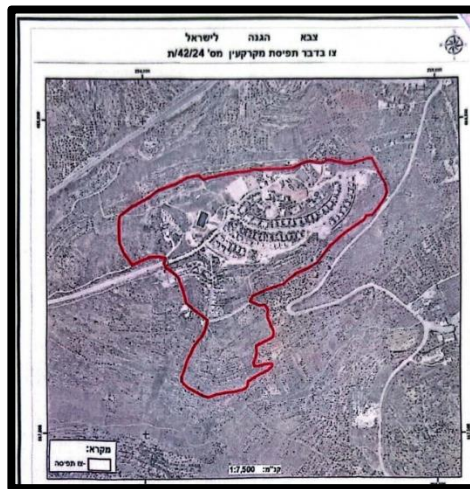 צבא הגנה לישראל
צו בדבר תפיסת מקרקעין מס' 42/24/ת
מקרא:
-צו תפיסה
קנ"מ: 1:7,500